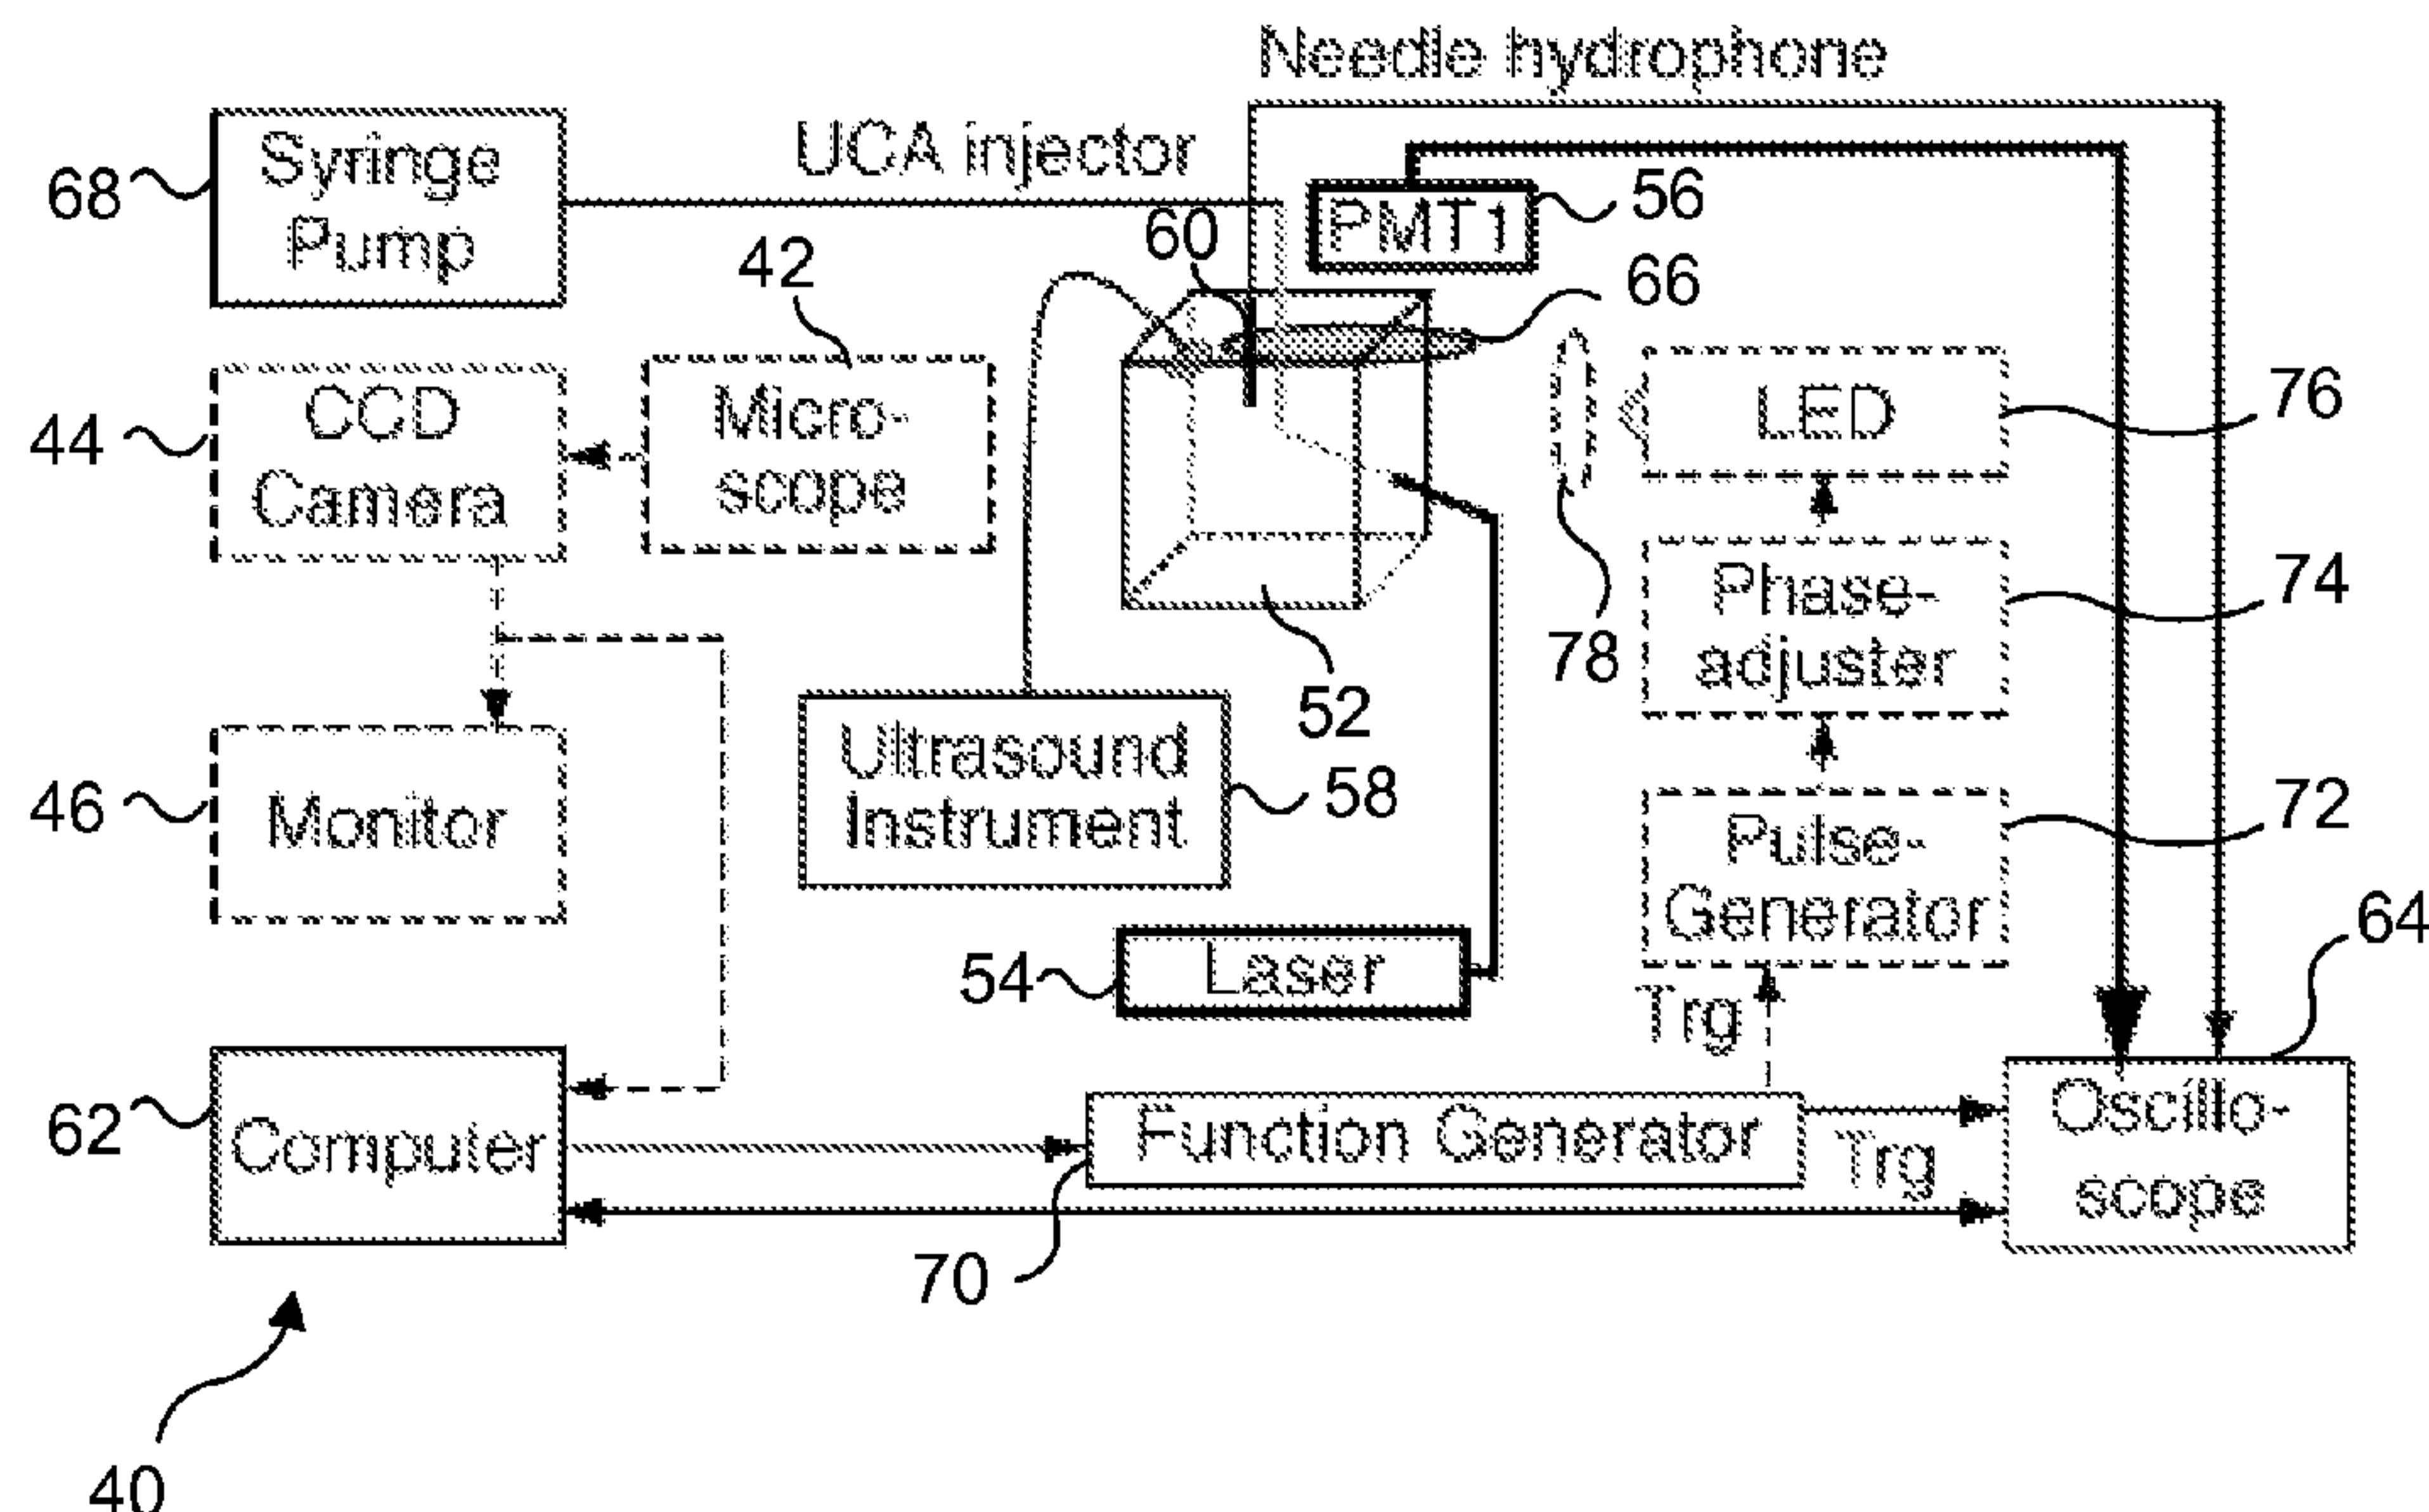 Needle hydrophone
UCA injector
Syringe
Pump
68
PMT1
56
60
42
66
CCD
Camera
44
Micro-
scope
LED
76
78
Phase-
adjuster
74
52
Monitor
46
Ultrasound
Instrument
58
Pulse-
Generator
72
Laser
54
Trg
64
Computer
62
Function Generator
Trg
Oscillo-
scope
70
40